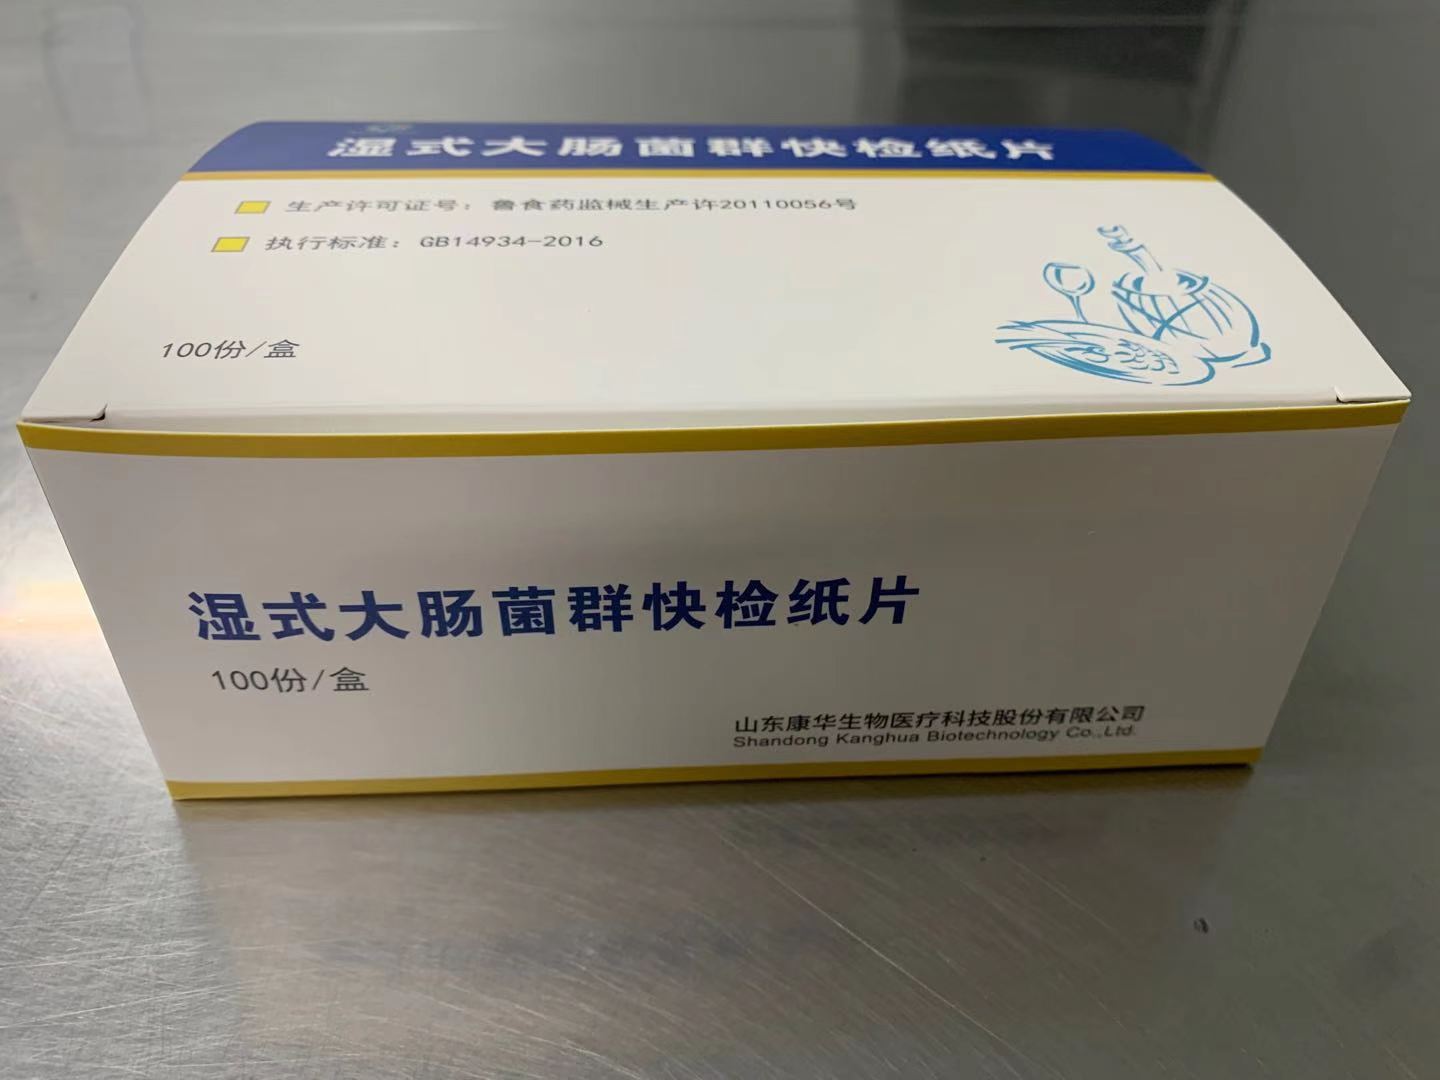 湿式大肠菌群快检纸片
生产许可证号：鲁食药监械生产许20110056号
执行标准：GB14934-2016
100份/盒
湿式大肠菌群快检纸片
100份/盒
山东康华生物医疗科技股份有限公司
Shandong Kanghua Biotechnology Co.,Ltd.